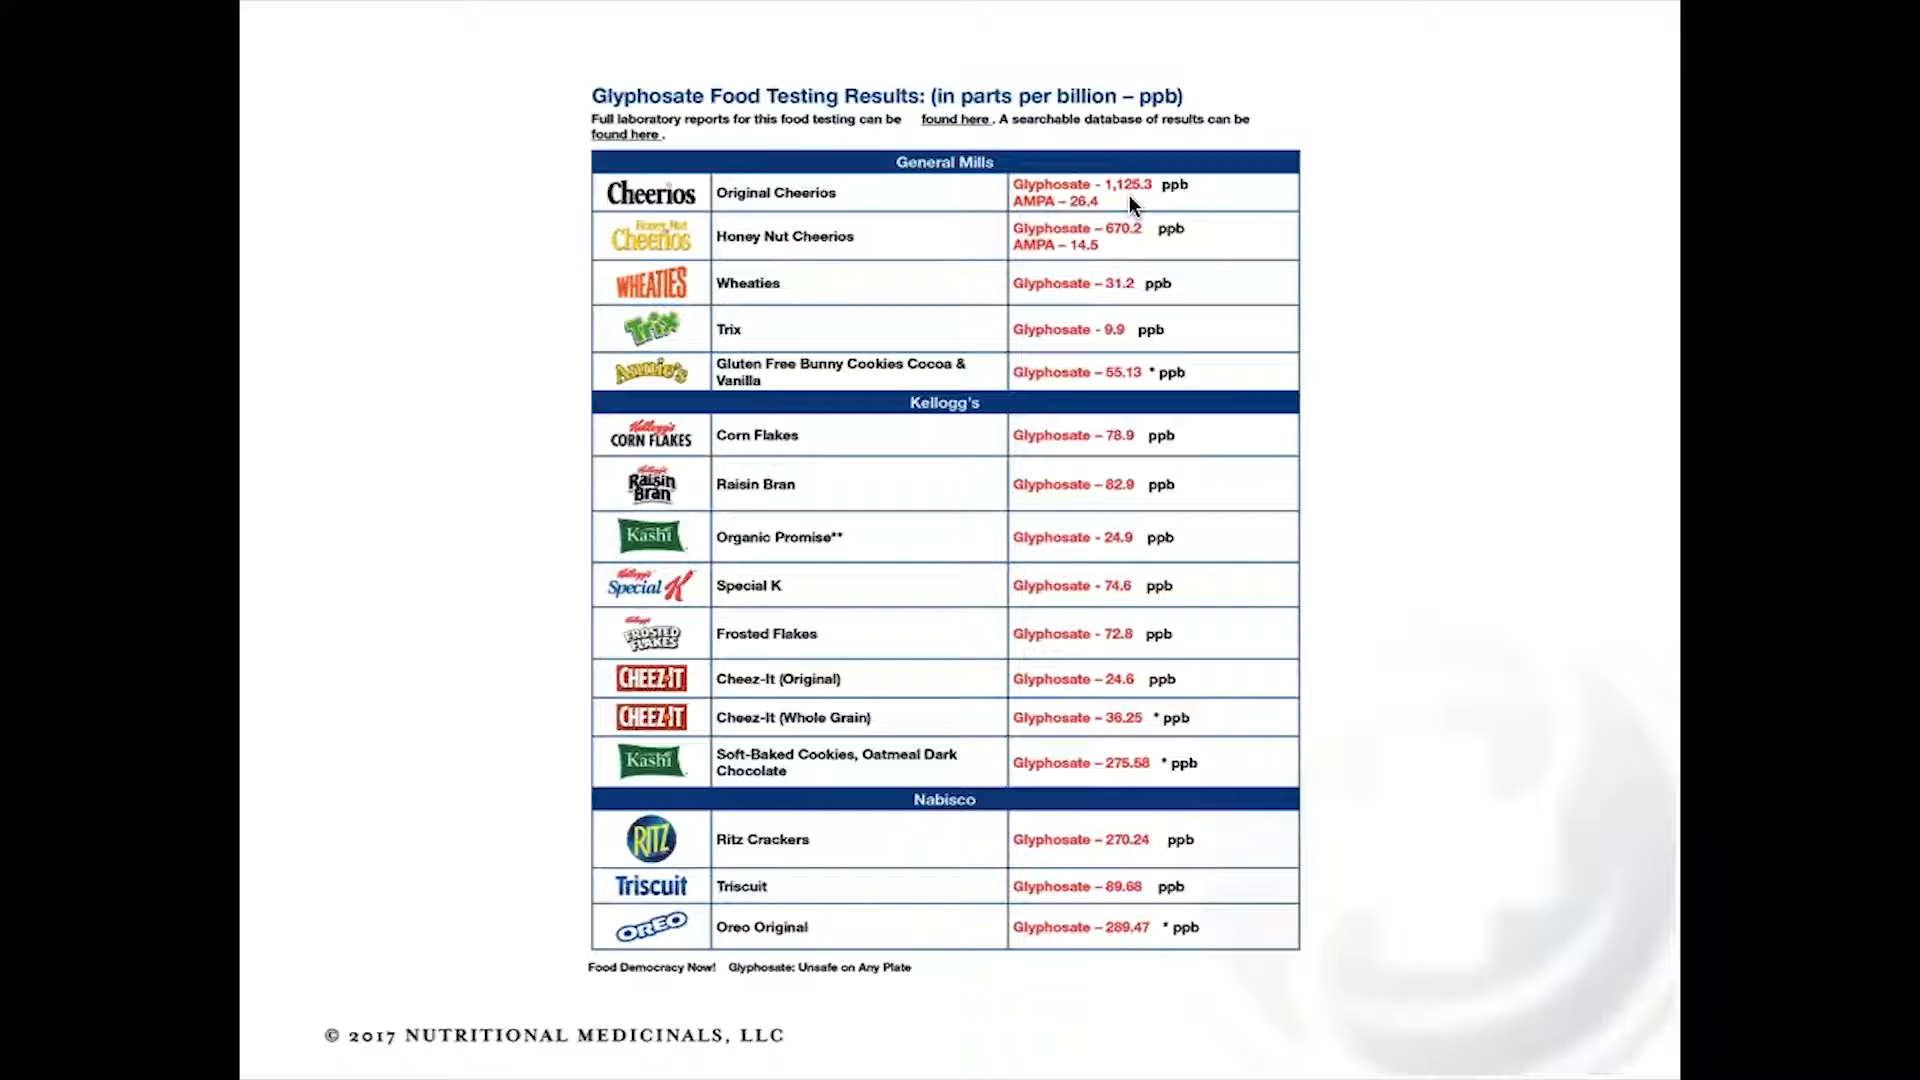 Glyphosate Food Testing Results: (in parts per billion – ppb)
Full laboratory reports for this food testing can be found here . A searchable database of results can be
found here .
General Mills
Cheerios
Original Cheerios
Glyphosate - 1,125.3 ppb
AMPA – 26.4
Honey Nut
Cheerios
Honey Nut Cheerios
Glyphosate – 670.2 ppb
AMPA – 14.5
WHEATIES
Wheaties
Glyphosate – 31.2 ppb
Trix
Trix
Glyphosate - 9.9 ppb
Annie's
Gluten Free Bunny Cookies Cocoa &
Vanilla
Glyphosate – 55.13 * ppb
Kellogg's
Kellogg's
CORN FLAKES
Corn Flakes
Glyphosate – 78.9 ppb
Kellogg's
Raisin
Bran
Raisin Bran
Glyphosate – 82.9 ppb
Kashi
Organic Promise**
Glyphosate - 24.9 ppb
Kellogg's
Special K
Special K
Glyphosate - 74.6 ppb
Kellogg's
FROSTED
FLAKES
Frosted Flakes
Glyphosate - 72.8 ppb
CHEEZ-IT
Cheez-It (Original)
Glyphosate – 24.6 ppb
CHEEZ-IT
Cheez-It (Whole Grain)
Glyphosate – 36.25 * ppb
Kashi
Soft-Baked Cookies, Oatmeal Dark
Chocolate
Glyphosate – 275.58 * ppb
Nabisco
RITZ
Ritz Crackers
Glyphosate – 270.24 ppb
Triscuit
Triscuit
Glyphosate – 89.68 ppb
OREO
Oreo Original
Glyphosate – 289.47 * ppb
Food Democracy Now! Glyphosate: Unsafe on Any Plate
© 2017 NUTRITIONAL MEDICINALS, LLC